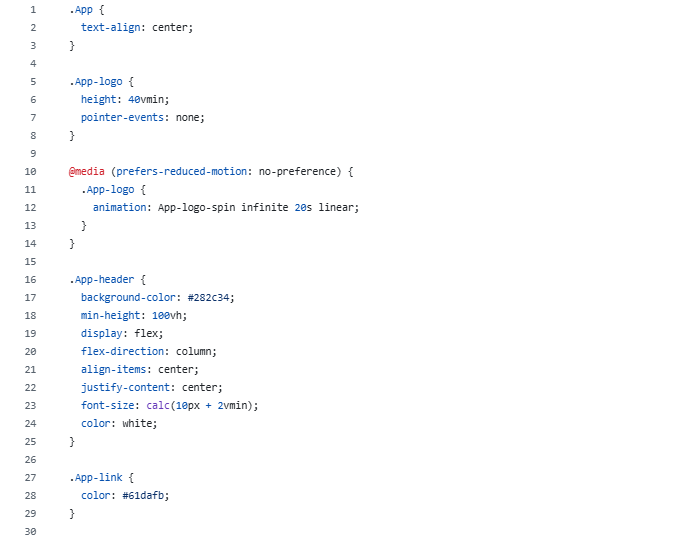 1 .App {
2   text-align: center;
3 }
4
5 .App-logo {
6   height: 40vmin;
7   pointer-events: none;
8 }
9
10 @media (prefers-reduced-motion: no-preference) {
11   .App-logo {
12     animation: App-logo-spin infinite 20s linear;
13   }
14 }
15
16 .App-header {
17   background-color: #282c34;
18   min-height: 100vh;
19   display: flex;
20   flex-direction: column;
21   align-items: center;
22   justify-content: center;
23   font-size: calc(10px + 2vmin);
24   color: white;
25 }
26
27 .App-link {
28   color: #61dafb;
29 }
30